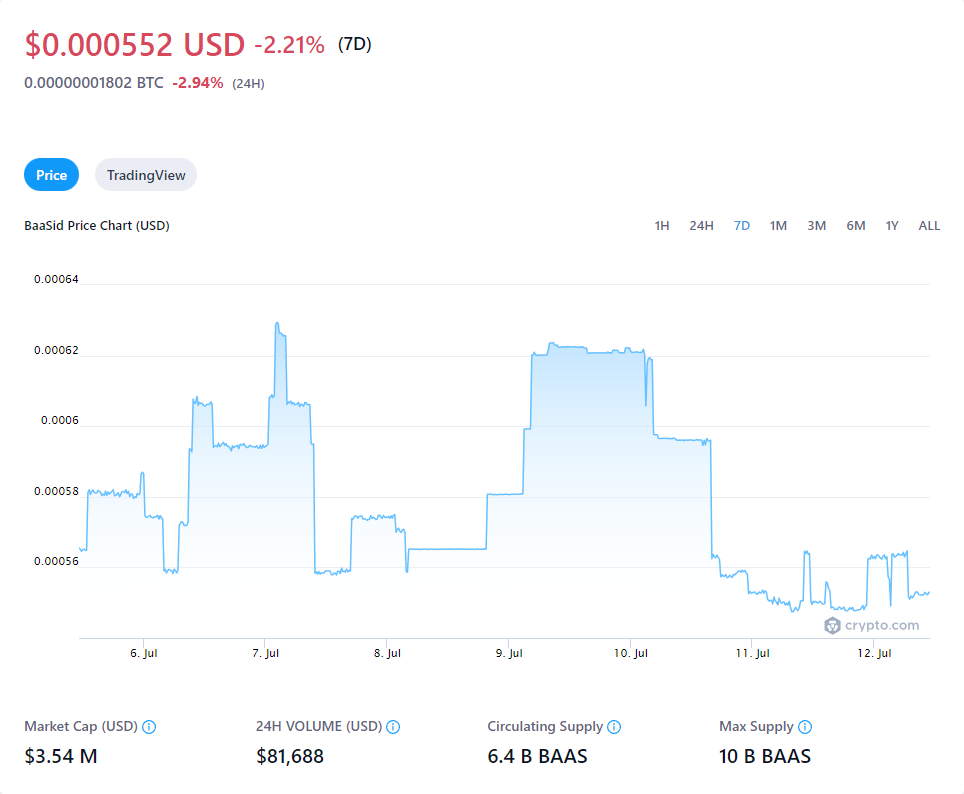 $0.000552 USD -2.21% (7D)
0.00000001802 BTC -2.94% (24H)
Price TradingView
BaaSid Price Chart (USD) 1H 24H 7D 1M 3M 6M 1Y ALL
0.00064
0.00062
0.0006
0.00058
0.00056
crypto.com
6. Jul 7. Jul 8. Jul 9. Jul 10. Jul 11. Jul 12. Jul
Market Cap (USD) 24H VOLUME (USD) Circulating Supply Max Supply
$3.54 M $81,688 6.4 B BAAS 10 B BAAS